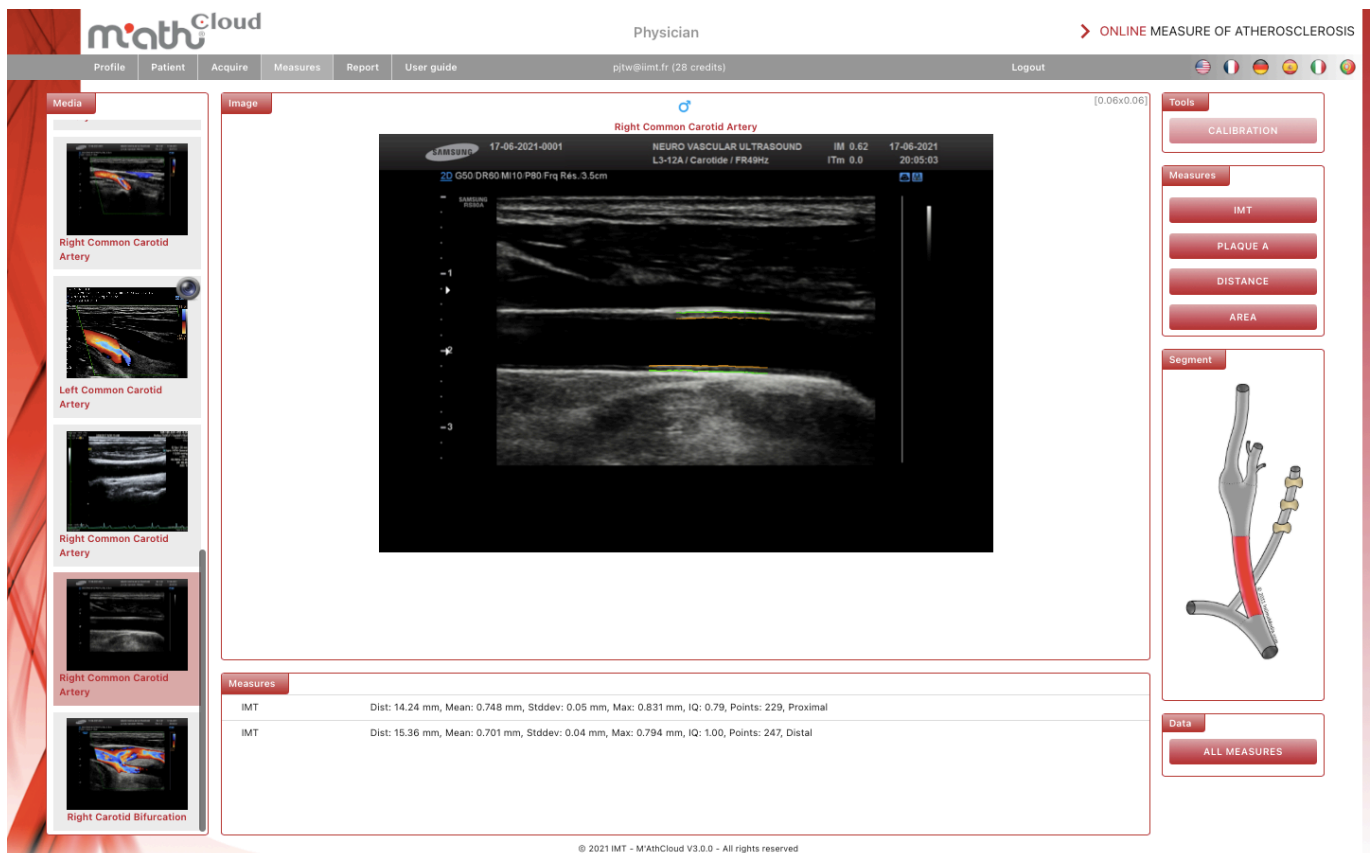 m'ath Cloud
Physician
ONLINE MEASURE OF ATHEROSCLEROSIS
Profile Patient Acquire Measures Report User guide pjtw@iimt.fr (28 credits) Logout
Media
Right Common Carotid
Artery
Left Common Carotid
Artery
Right Common Carotid
Artery
Right Common Carotid
Artery
Right Carotid Bifurcation
Image
[0.06x0.06]
Right Common Carotid Artery
SAMSUNG 17-06-2021-0001 NEURO VASCULAR ULTRASOUND IM 0.62 17-06-2021
L3-12A / Carotide / FR49Hz ITm 0.0 20:05:03
2D G50/DR60/MI10/P80/Frq Rés./3.5cm
SAMSUNG
RS80A
1
2
3
Measures
IMT Dist: 14.24 mm, Mean: 0.748 mm, Stddev: 0.05 mm, Max: 0.831 mm, IQ: 0.79, Points: 229, Proximal
IMT Dist: 15.36 mm, Mean: 0.701 mm, Stddev: 0.04 mm, Max: 0.794 mm, IQ: 1.00, Points: 247, Distal
Tools
CALIBRATION
Measures
IMT
PLAQUE A
DISTANCE
AREA
Segment
Data
ALL MEASURES
© 2021 IMT - M'AthCloud V3.0.0 - All rights reserved